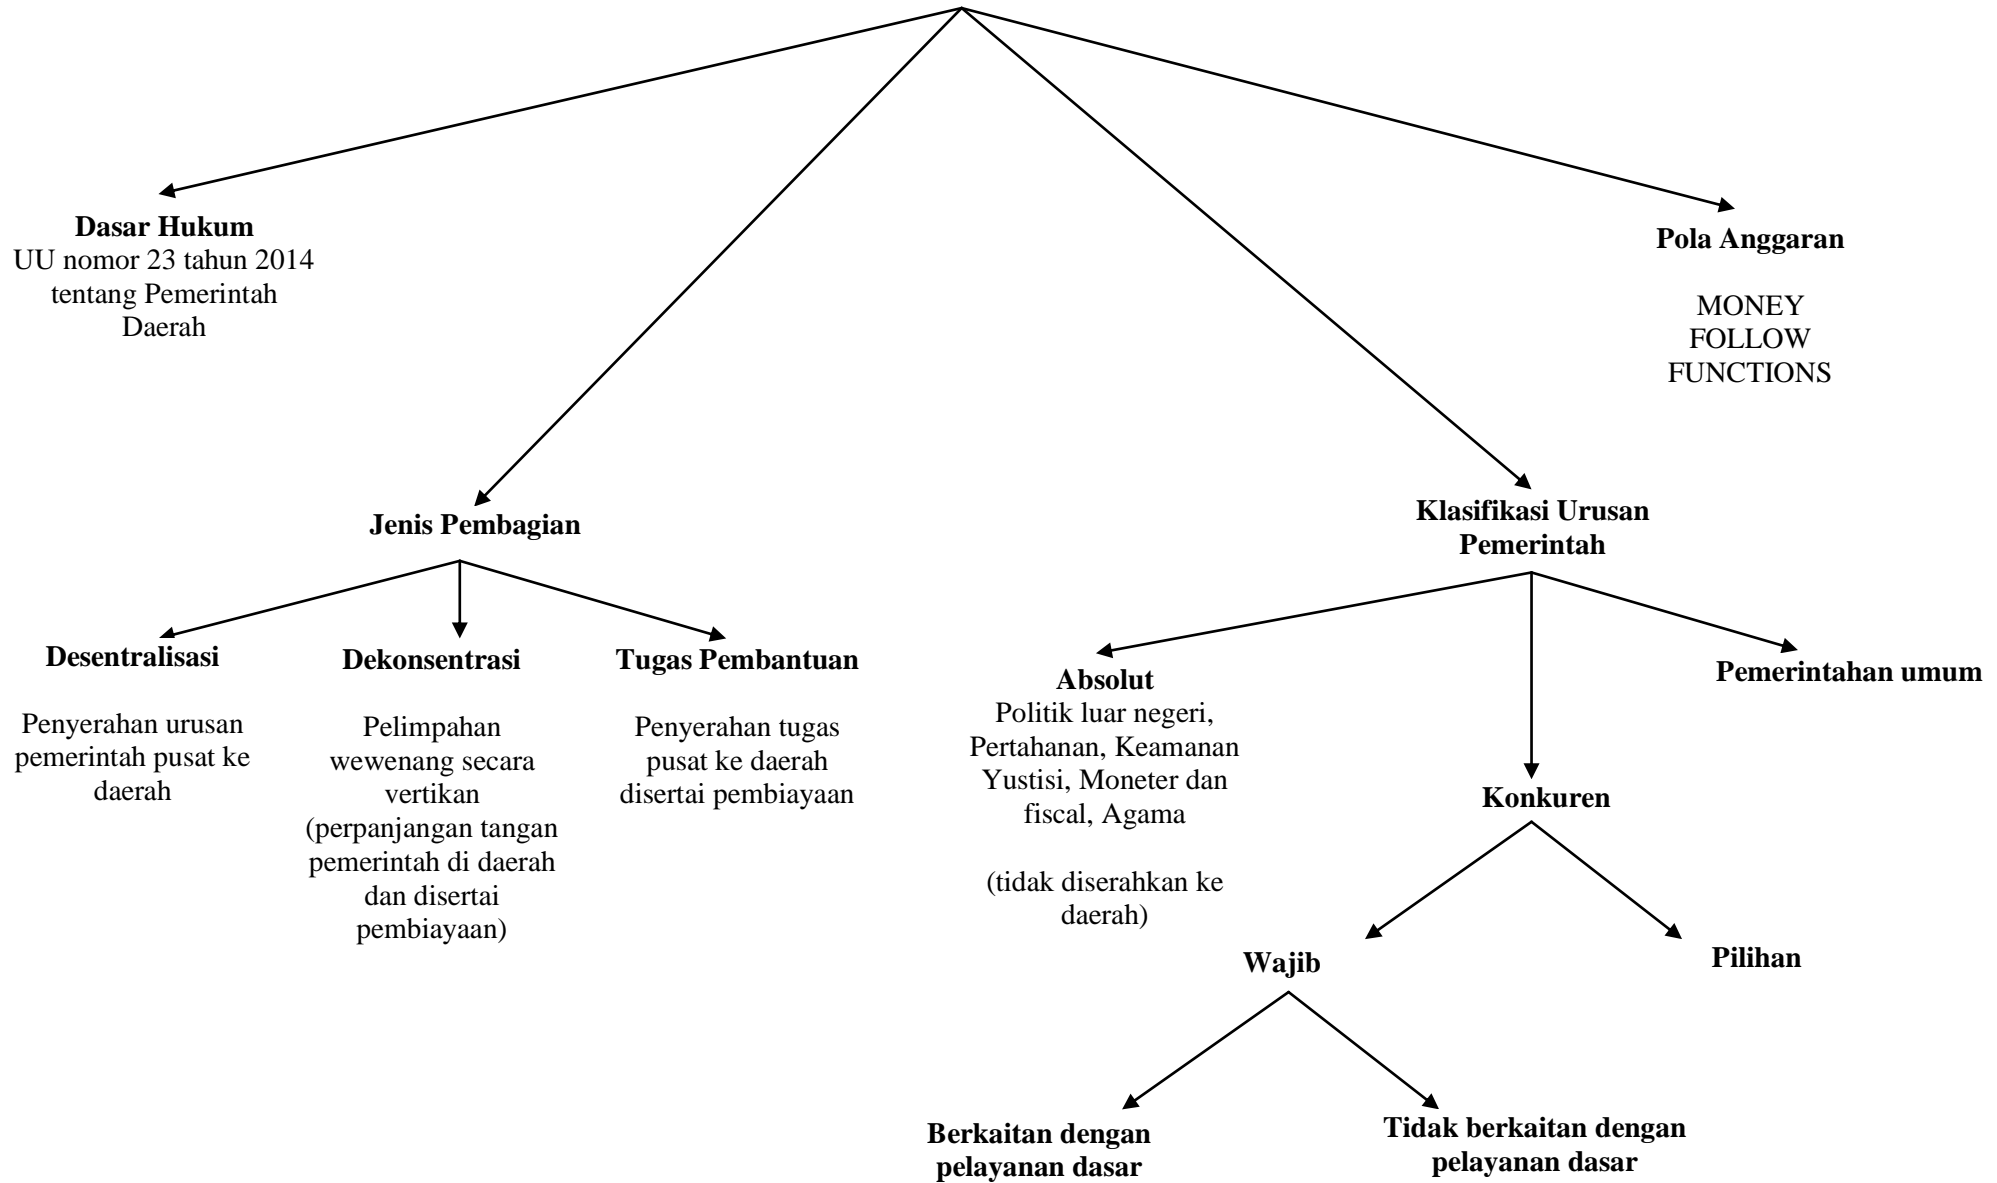 Dasar Hukum
UU nomor 23 tahun 2014
tentang Pemerintah
Daerah
Pola Anggaran
MONEY
FOLLOW
FUNCTIONS
Jenis Pembagian
Klasifikasi Urusan
Pemerintah
Desentralisasi
Penyerahan urusan
pemerintah pusat ke
daerah
Dekonsentrasi
Pelimpahan
wewenang secara
vertikan
(perpanjangan tangan
pemerintah di daerah
dan disertai
pembiayaan)
Tugas Pembantuan
Penyerahan tugas
pusat ke daerah
disertai pembiayaan
Absolut
Politik luar negeri,
Pertahanan, Keamanan
Yustisi, Moneter dan
fiscal, Agama
(tidak diserahkan ke
daerah)
Pemerintahan umum
Konkuren
Wajib
Pilihan
Berkaitan dengan
pelayanan dasar
Tidak berkaitan dengan
pelayanan dasar